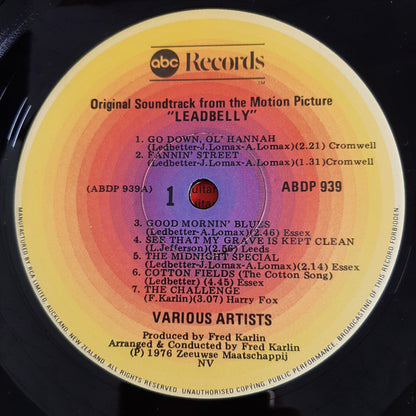 abc Records
TM
Original Soundtrack from the Motion Picture
"LEADBELLY"
1. GO DOWN, OL' HANNAH
(Ledbetter-J.Lomax-A.Lomax)(2.21) Cromwell
2. FANNIN' STREET
(Ledbetter-J.Lomax-A.Lomax)(1.31)Cromwell
(ABDP 939A)
1
ABDP 939
3. GOOD MORNIN' BLUES
(Ledbetter-A.Lomax)(2.46) Essex
4. SEE THAT MY GRAVE IS KEPT CLEAN
(L.Jefferson)(2.56) Leeds
5. THE MIDNIGHT SPECIAL
(Ledbetter-J.Lomax-A.Lomax)(2.14) Essex
6. COTTON FIELDS (The Cotton Song)
(Ledbetter) (4.45) Essex
7. THE CHALLENGE
(F.Karlin)(3.07) Harry Fox
VARIOUS ARTISTS
Produced by Fred Karlin
Arranged & Conducted by Fred Karlin
(P) 1976 Zeeuwse Maatschappij
NV
MANUFACTURED BY RCA LIMITED, AUCKLAND NEW ZEALAND. ALL RIGHTS RESERVED. UNAUTHORISED COPYING PUBLIC PERFORMANCE, BROADCASTING OF THIS RECORD FORBIDDEN